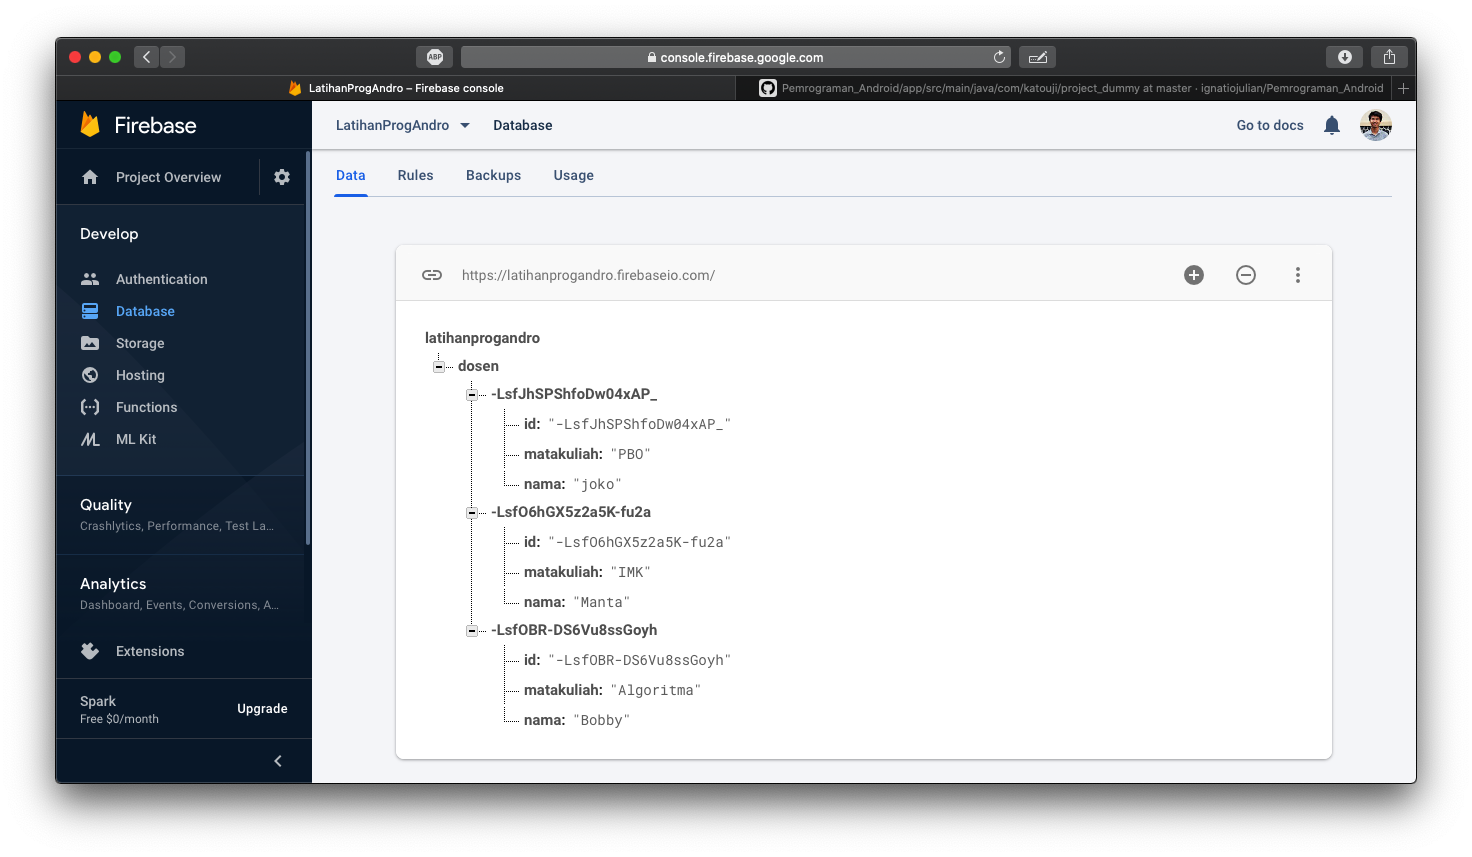 ABP
console.firebase.google.com
LatihanProgAndro – Firebase console
Pemrograman_Android/app/src/main/java/com/katouji/project_dummy at master · ignatiojulian/Pemrograman_Android
Firebase
LatihanProgAndro
Database
Go to docs
Project Overview
Data
Rules
Backups
Usage
Develop
Authentication
Database
Storage
Hosting
Functions
ML Kit
Quality
Crashlytics, Performance, Test La...
Analytics
Dashboard, Events, Conversions, A...
Extensions
Spark
Free $0/month
Upgrade
https://latihanprogandro.firebaseio.com/
latihanprogandro
dosen
-LsfJhSPShfoDw04xAP_
id: "-LsfJhSPShfoDw04xAP_"
matakuliah: "PBO"
nama: "joko"
-LsfO6hGX5z2a5K-fu2a
id: "-LsfO6hGX5z2a5K-fu2a"
matakuliah: "IMK"
nama: "Manta"
-LsfOBR-DS6Vu8ssGoyh
id: "-LsfOBR-DS6Vu8ssGoyh"
matakuliah: "Algoritma"
nama: "Bobby"